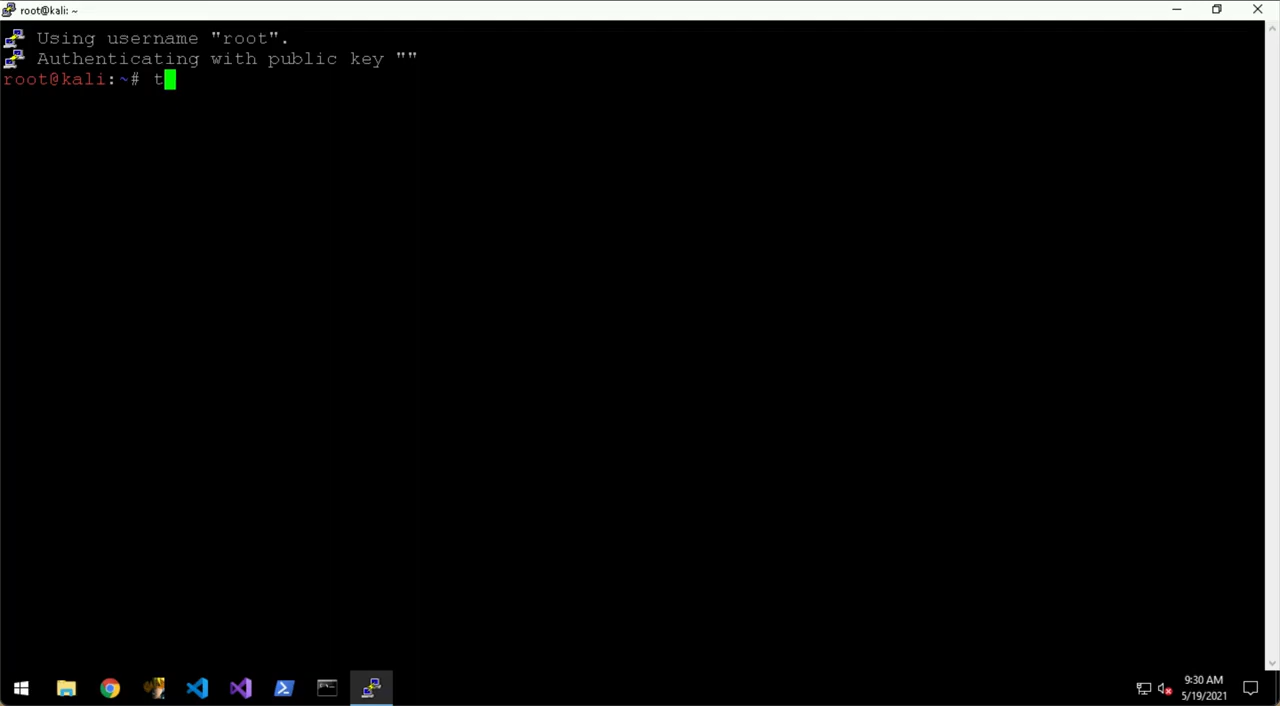 root@kali: ~
Using username "root".
Authenticating with public key ""
root@kali:~# t
9:30 AM
5/19/2021